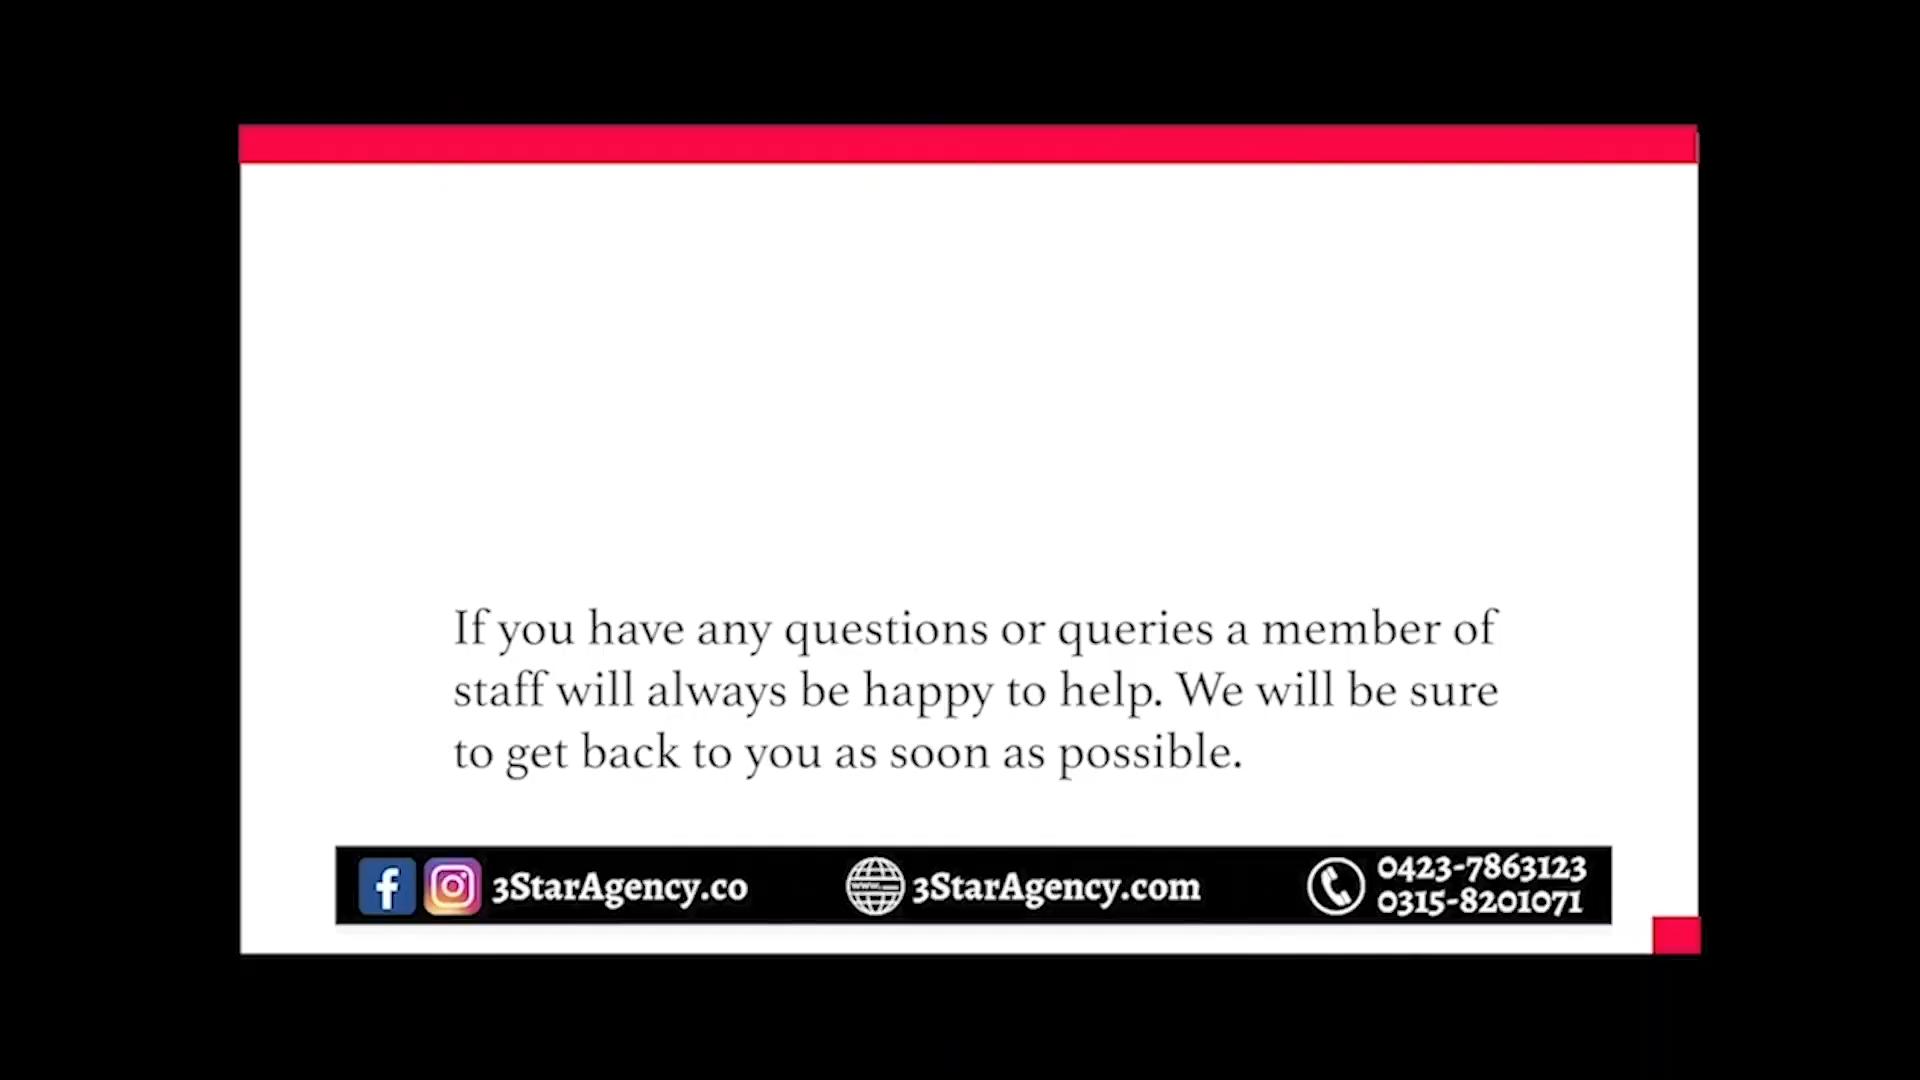 If you have any questions or queries a member of
staff will always be happy to help. We will be sure
to get back to you as soon as possible.
3StarAgency.co
www.
3StarAgency.com
0423-7863123
0315-8201071